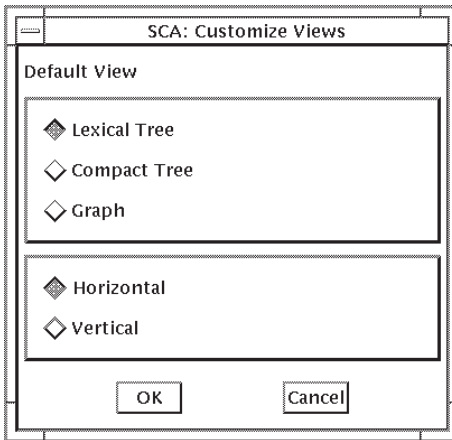 SCA: Customize Views
Default View
Lexical Tree
Compact Tree
Graph
Horizontal
Vertical
OK Cancel